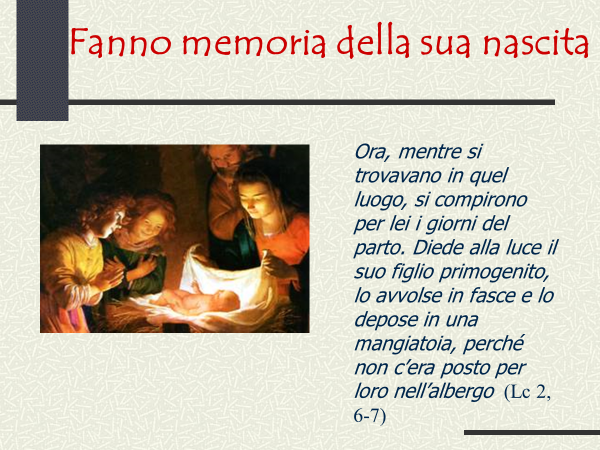 Fanno memoria della sua nascita
Ora, mentre si
trovavano in quel
luogo, si compirono
per lei i giorni del
parto. Diede alla luce il
suo figlio primogenito,
lo avvolse in fasce e lo
depose in una
mangiatoia, perché
non c’era posto per
loro nell’albergo (Lc 2,
6-7)